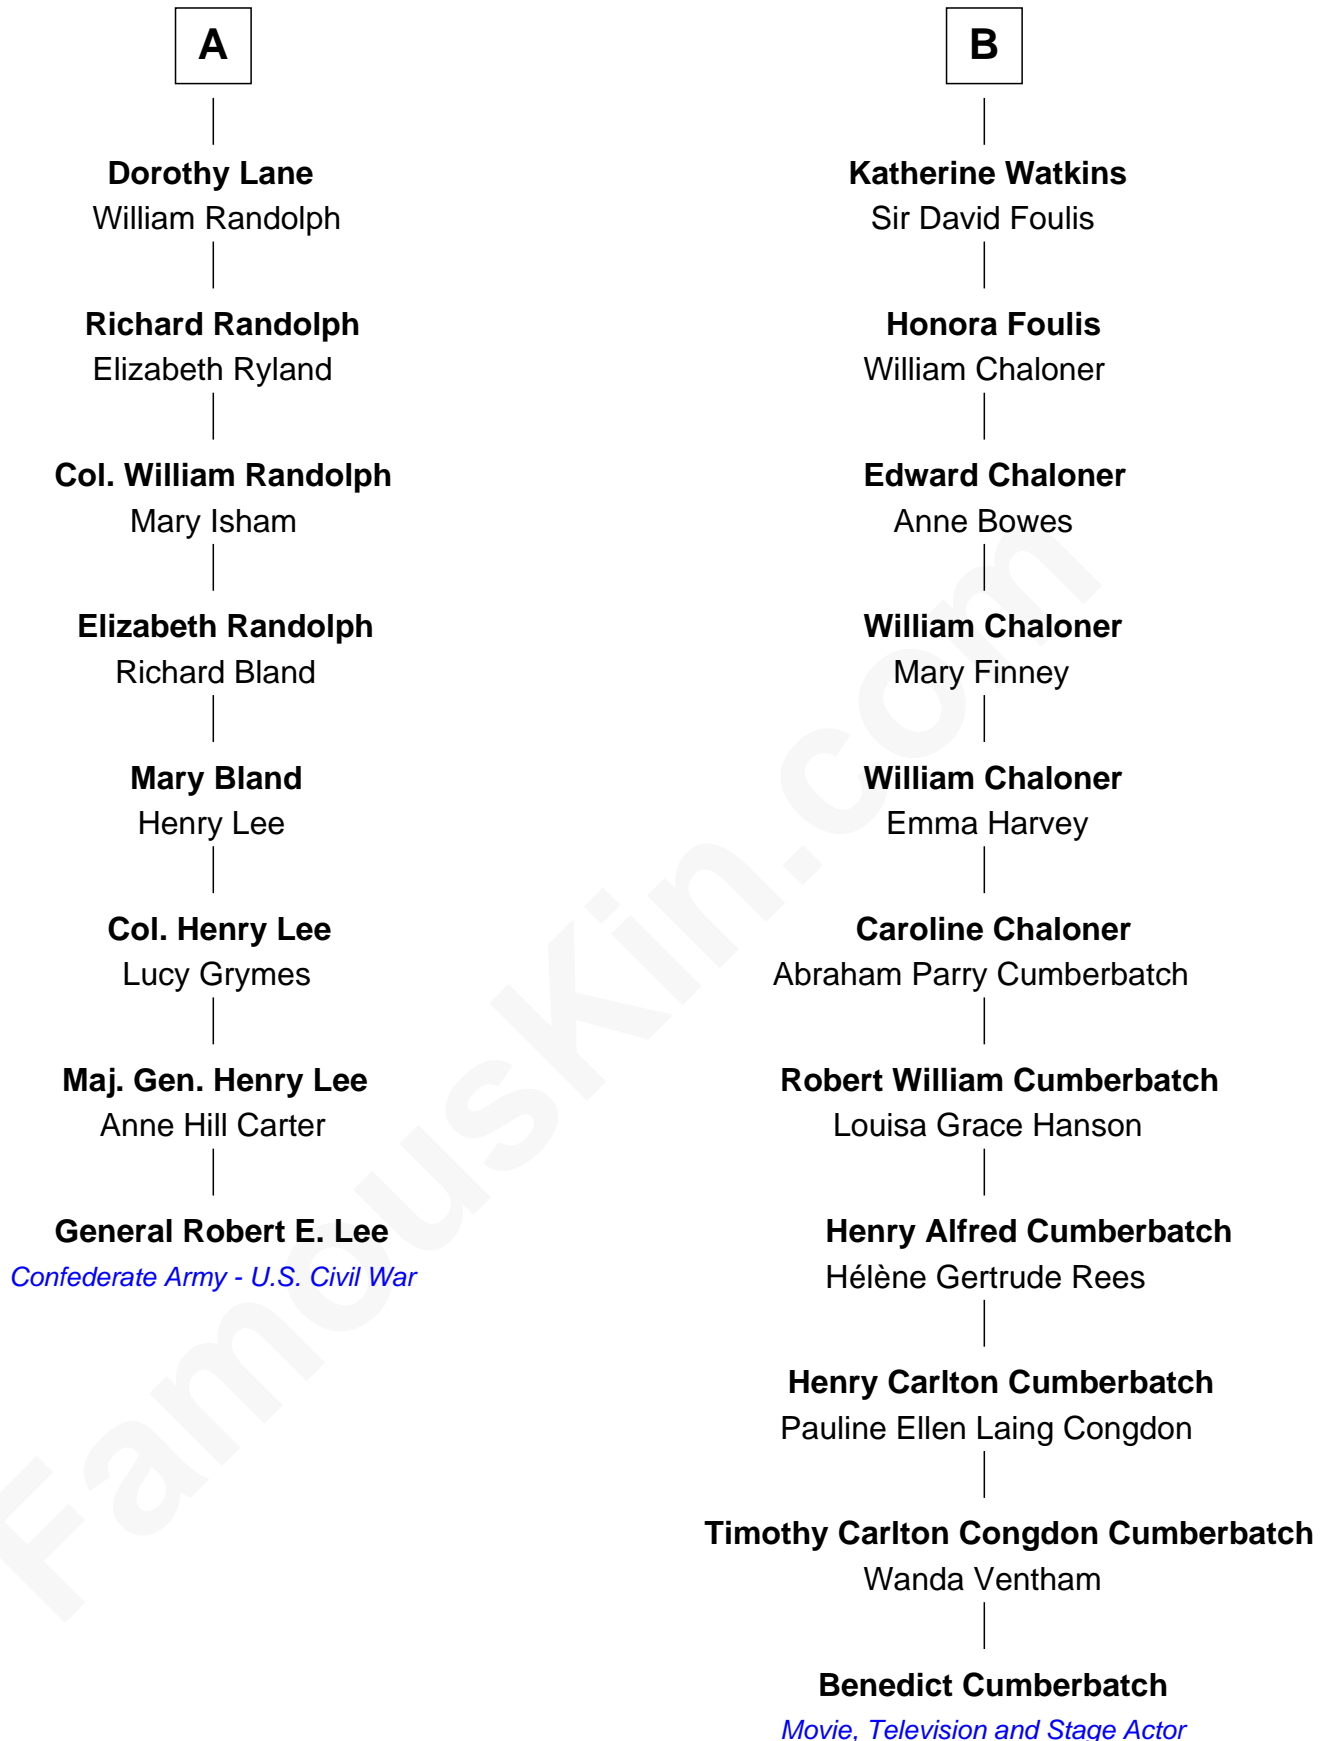 A
Dorothy Lane
William Randolph
Richard Randolph
Elizabeth Ryland
Col. William Randolph
Mary Isham
Elizabeth Randolph
Richard Bland
Mary Bland
Henry Lee
Col. Henry Lee
Lucy Grymes
Maj. Gen. Henry Lee
Anne Hill Carter
General Robert E. Lee
Confederate Army - U.S. Civil War
B
Katherine Watkins
Sir David Foulis
Honora Foulis
William Chaloner
Edward Chaloner
Anne Bowes
William Chaloner
Mary Finney
William Chaloner
Emma Harvey
Caroline Chaloner
Abraham Parry Cumberbatch
Robert William Cumberbatch
Louisa Grace Hanson
Henry Alfred Cumberbatch
Hélène Gertrude Rees
Henry Carlton Cumberbatch
Pauline Ellen Laing Congdon
Timothy Carlton Congdon Cumberbatch
Wanda Ventham
Benedict Cumberbatch
Movie, Television and Stage Actor
FamousKin.com